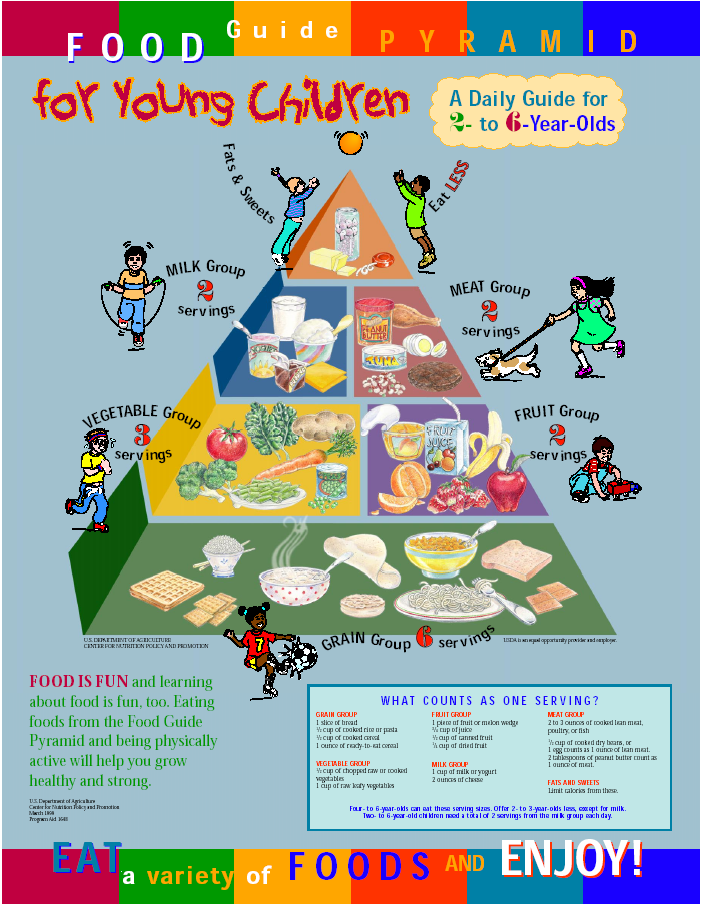 FOOD Guide PYRAMID
for Young Children
A Daily Guide for
2- to 6-Year-Olds
Fats & Sweets
Eat LESS
MILK Group
2
servings
MEAT Group
2
servings
PEANUT
BUTTER
TUNA
VEGETABLE Group
3
servings
FRUIT Group
2
servings
FRUIT
JUICE
7
GRAIN Group 6 servings
U.S. DEPARTMENT OF AGRICULTURE
CENTER FOR NUTRITION POLICY AND PROMOTION
USDA is an equal opportunity provider and employer.
FOOD IS FUN and learning
about food is fun, too. Eating
foods from the Food Guide
Pyramid and being physically
active will help you grow
healthy and strong.
U.S. Department of Agriculture
Center for Nutrition Policy and Promotion
March 1999
Program Aid 1649
WHAT COUNTS AS ONE SERVING?
GRAIN GROUP
1 slice of bread
½ cup of cooked rice or pasta
½ cup of cooked cereal
1 ounce of ready-to-eat cereal
VEGETABLE GROUP
½ cup of chopped raw or cooked
vegetables
1 cup of raw leafy vegetables
FRUIT GROUP
1 piece of fruit or melon wedge
¾ cup of juice
½ cup of canned fruit
¼ cup of dried fruit
MILK GROUP
1 cup of milk or yogurt
2 ounces of cheese
MEAT GROUP
2 to 3 ounces of cooked lean meat,
poultry, or fish
½ cup of cooked dry beans, or
1 egg counts as 1 ounce of lean meat.
2 tablespoons of peanut butter count as
1 ounce of meat.
FATS AND SWEETS
Limit calories from these.
Four- to 6-year-olds can eat these serving sizes. Offer 2- to 3-year-olds less, except for milk.
Two- to 6-year-old children need a total of 2 servings from the milk group each day.
EAT a variety of FOODS AND ENJOY!